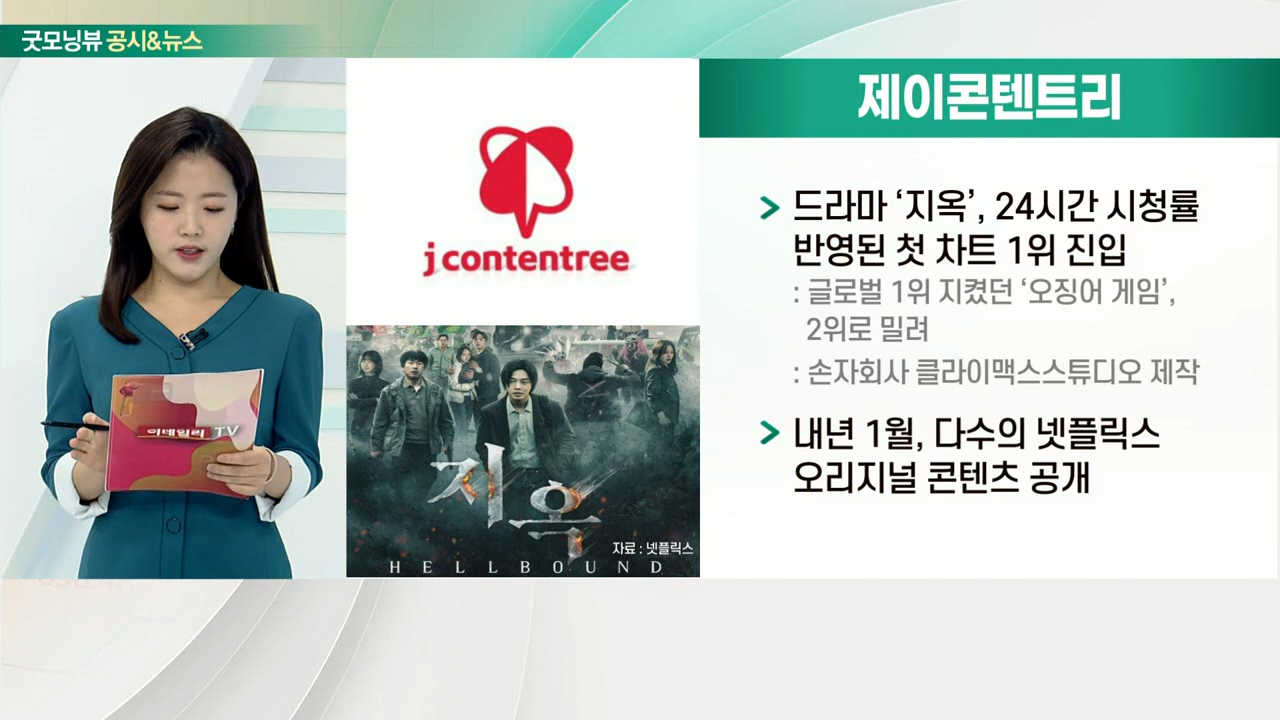 굿모닝뷰 공시&뉴스
제이콘텐트리
j contentree
드라마 ‘지옥’, 24시간 시청률
반영된 첫 차트 1위 진입
: 글로벌 1위 지켰던 ‘오징어 게임’,
2위로 밀려
: 손자회사 클라이맥스스튜디오 제작
내년 1월, 다수의 넷플릭스
오리지널 콘텐츠 공개
이데일리 TV
지옥
자료 : 넷플릭스
HELLBOUND